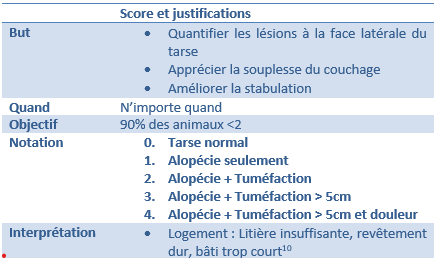 Score et justifications
But
• Quantifier les lésions à la face latérale du
tarse
• Apprécier la souplesse du couchage
• Améliorer la stabulation
Quand N'importe quand
Objectif 90% des animaux <2
Notation 0. Tarse normal
1. Alopécie seulement
2. Alopécie + Tuméfaction
3. Alopécie + Tuméfaction > 5cm
4. Alopécie + Tuméfaction > 5cm et douleur
Interprétation • Logement : Litière insuffisante, revêtement
dur, bâti trop court¹⁰